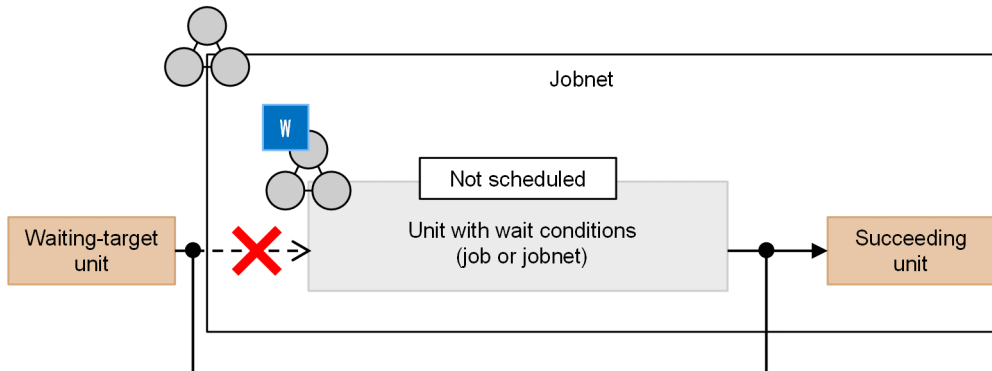 Jobnet
W
Not scheduled
Waiting-target
unit
Unit with wait conditions
(job or jobnet)
Succeeding
unit